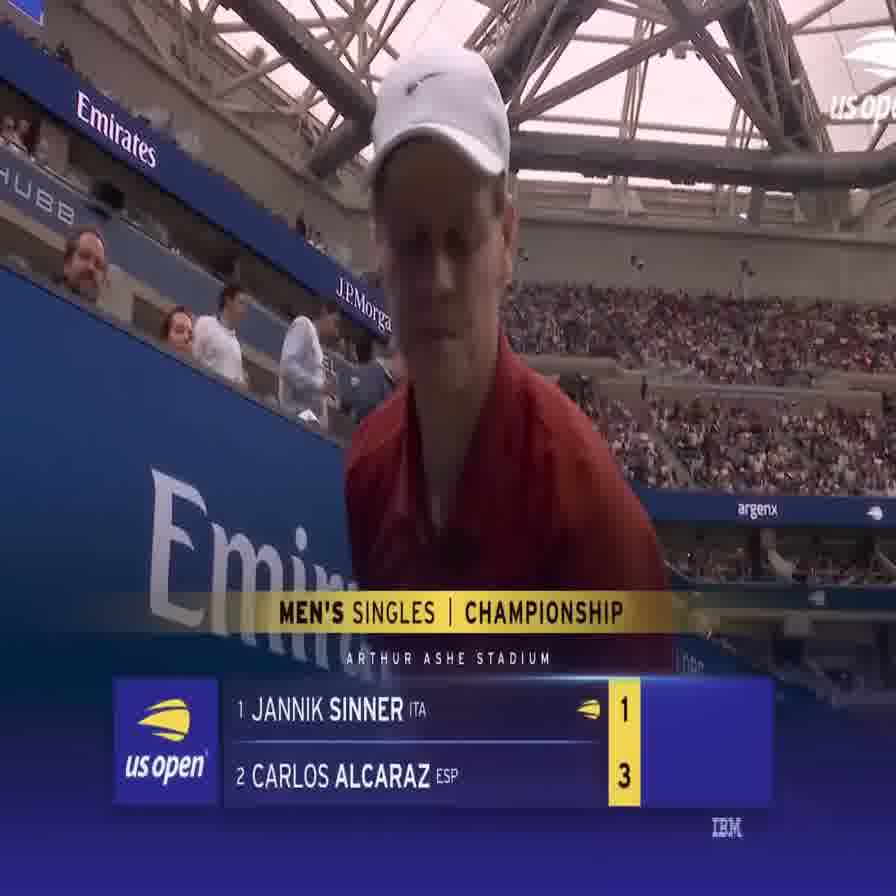 Emirates
HUBB
us open
J.P. Morga
argenx
Emir
MEN'S SINGLES | CHAMPIONSHIP
ARTHUR ASHE STADIUM
1 JANNIK SINNER ITA 1
us open
2 CARLOS ALCARAZ ESP 3
IBM